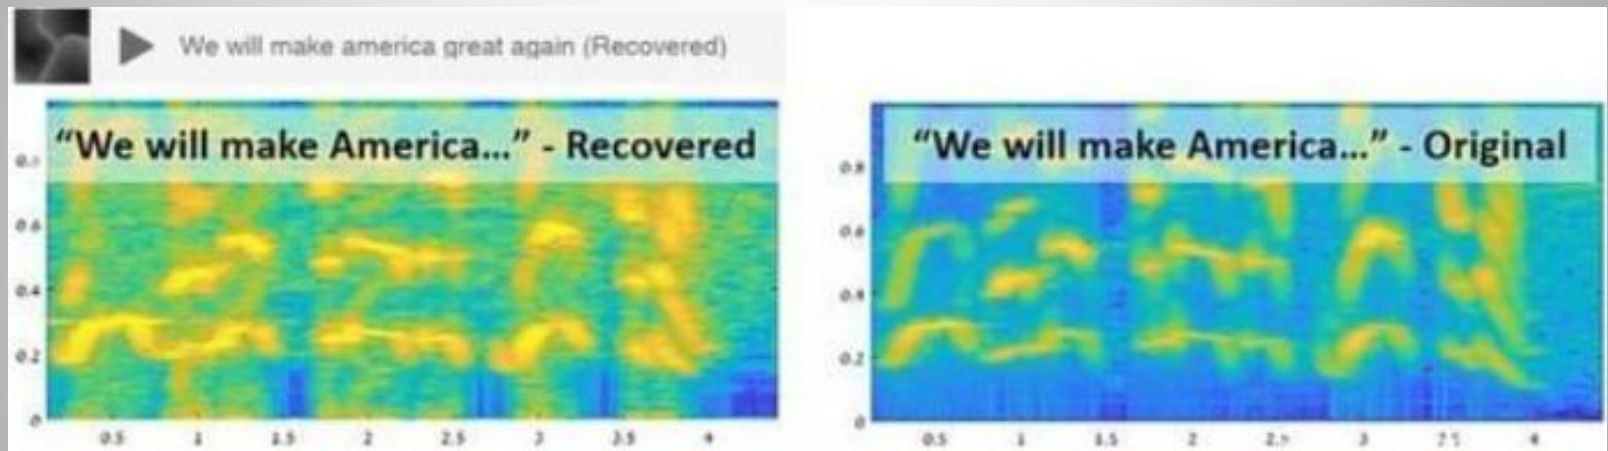 We will make america great again (Recovered)
“We will make America...” - Recovered
0.6
0.4
0.2
0
0.5 1 1.5 2 2.5 3 3.5 4
“We will make America...” - Original
0.8
0.6
0.4
0.2
0
0.5 1 1.5 2 3 4